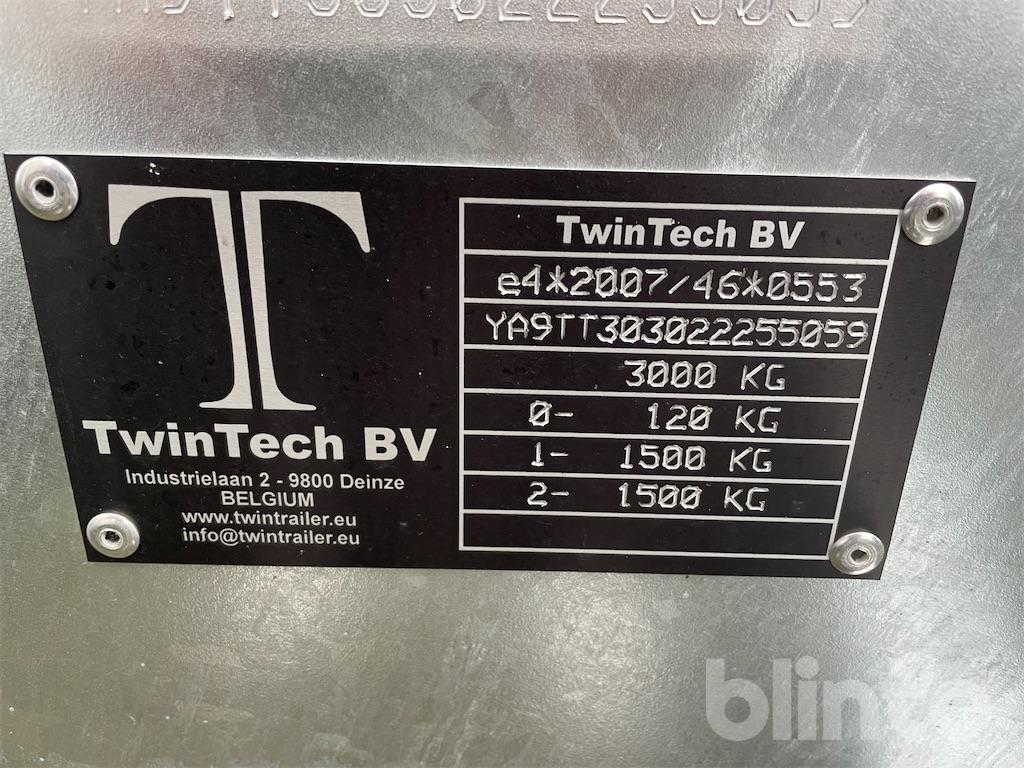 T
TwinTech BV
Industrielaan 2 - 9800 Deinze
BELGIUM
www.twintrailer.eu
info@twintrailer.eu
TwinTech BV
e4*2007/46*0553
YA9TT303022255059
3000 KG
0- 120 KG
1- 1500 KG
2- 1500 KG